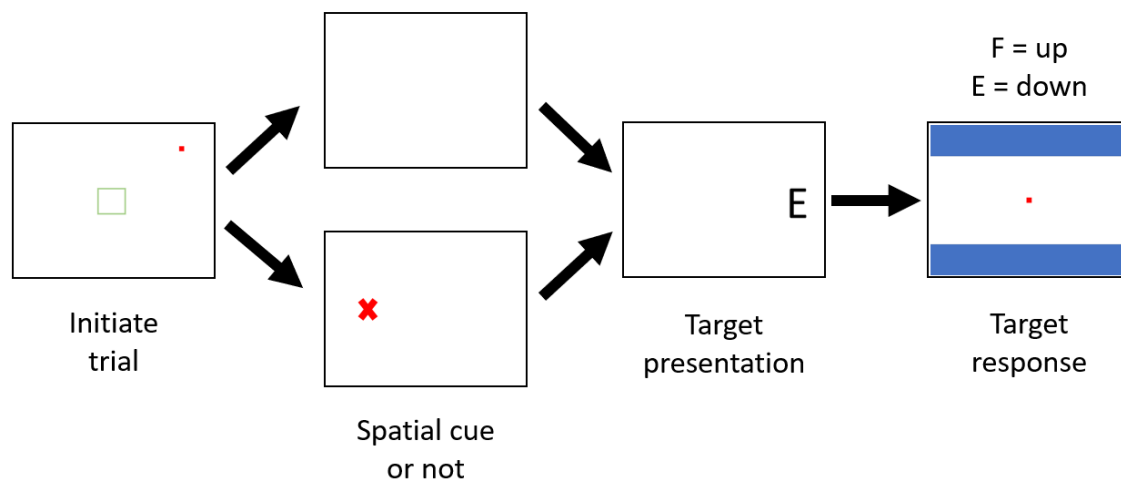 Initiate
trial
Spatial cue
or not
E
Target
presentation
F = up
E = down
Target
response